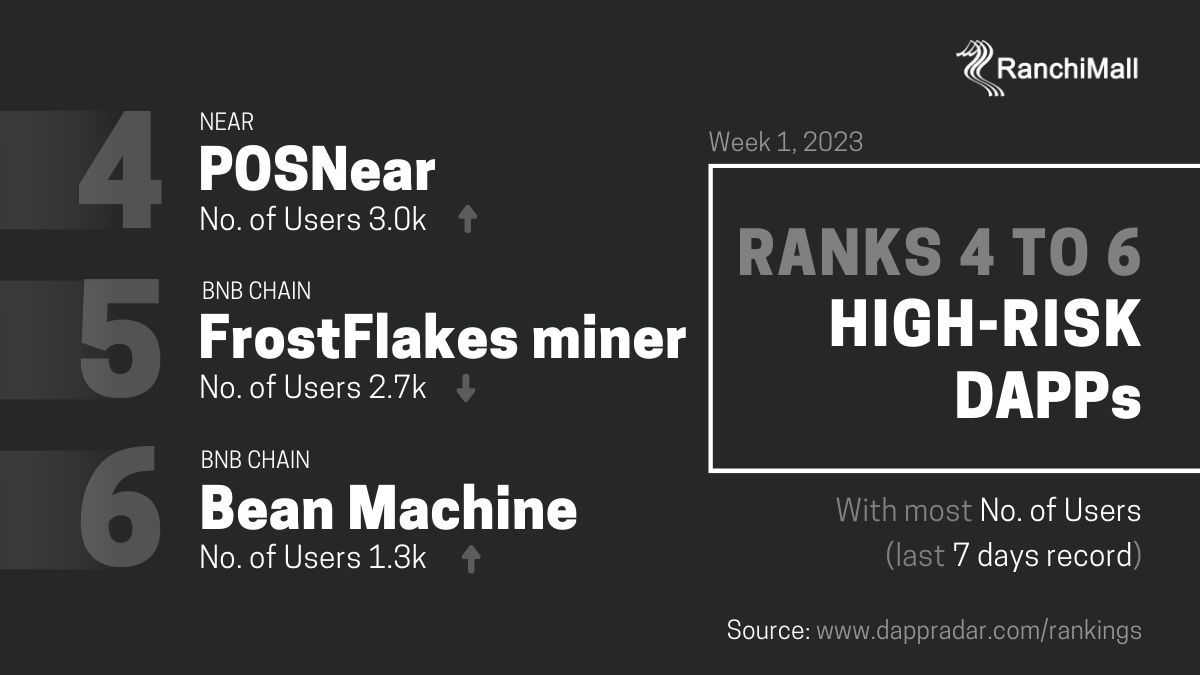 RanchiMall
4
NEAR
POSNear
No. of Users 3.0k
5
BNB CHAIN
FrostFlakes miner
No. of Users 2.7k
6
BNB CHAIN
Bean Machine
No. of Users 1.3k
Week 1, 2023
RANKS 4 TO 6
HIGH-RISK
DAPPs
With most No. of Users
(last 7 days record)
Source: www.dappradar.com/rankings